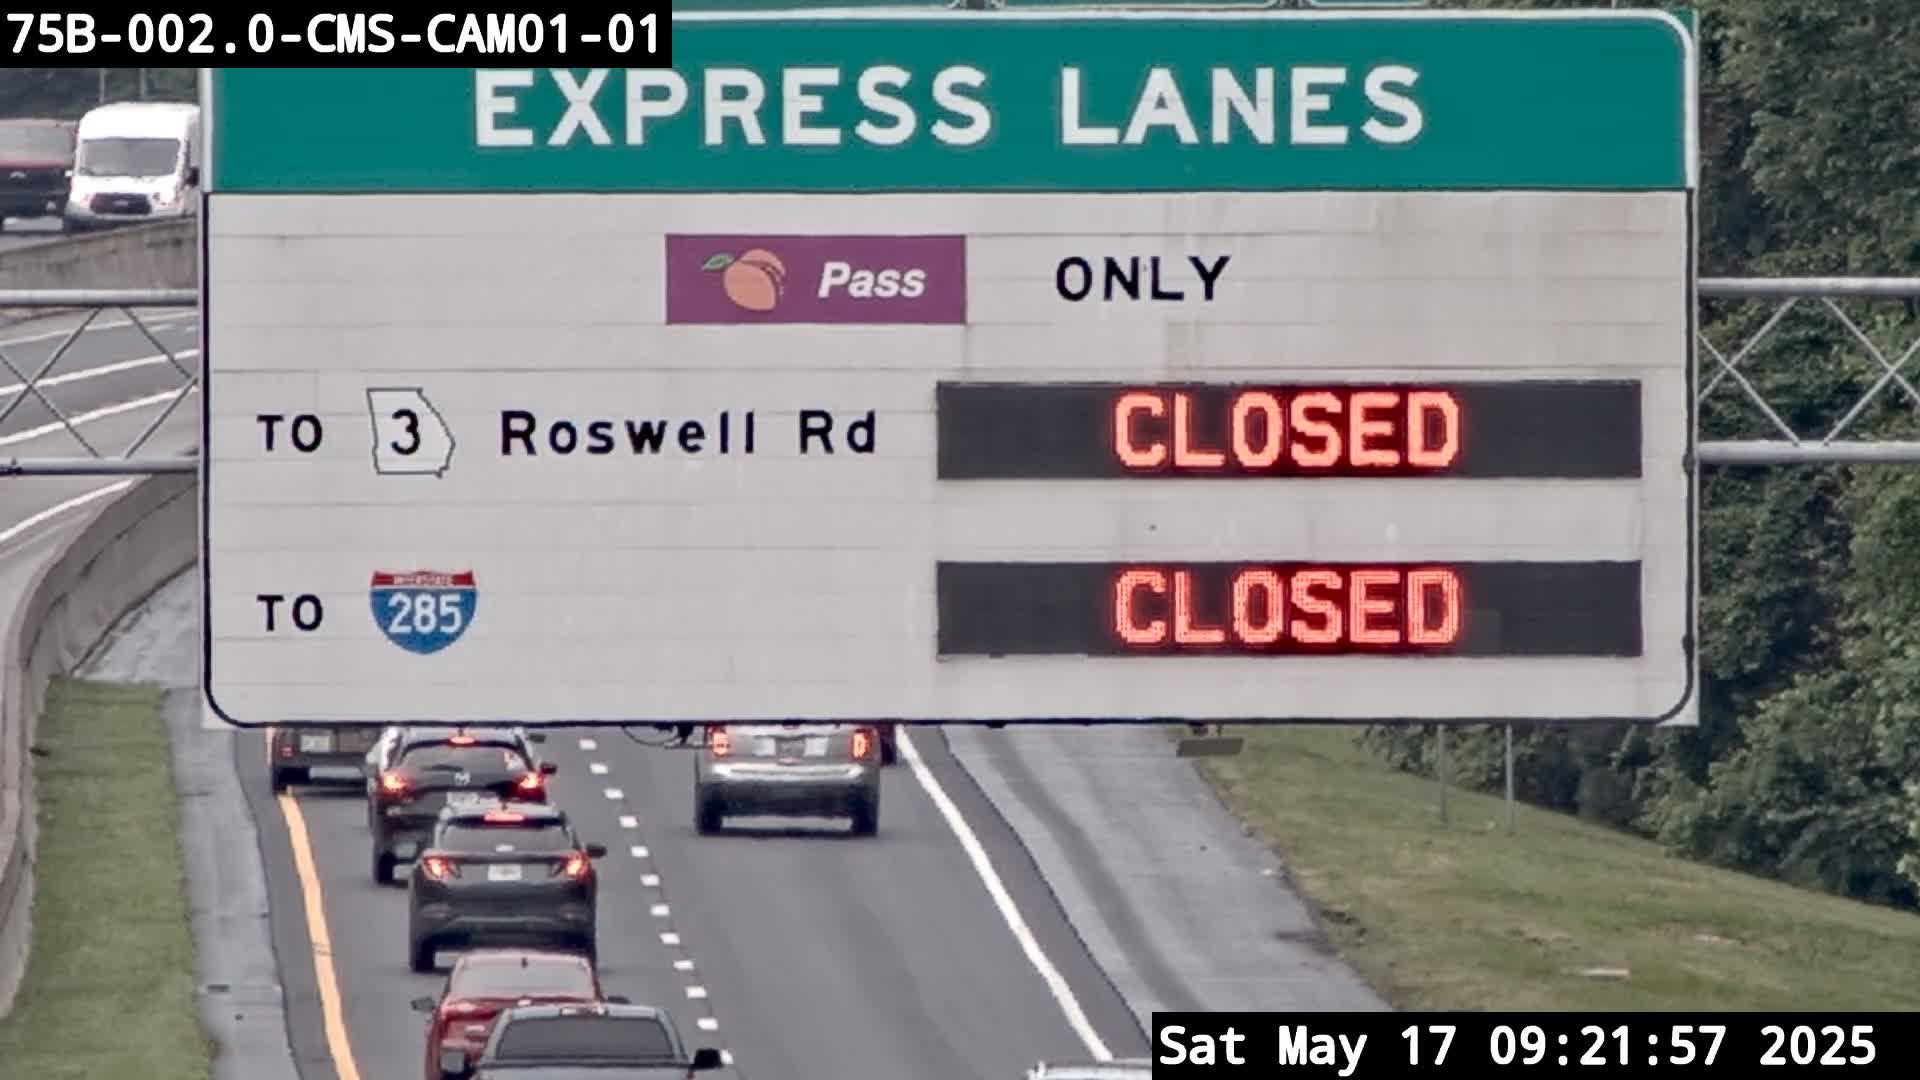 75B-002.0-CMS-CAM01-01
EXPRESS LANES
Pass ONLY
TO 3 Roswell Rd CLOSED
TO INTERSTATE 285 CLOSED
Sat May 17 09:21:57 2025